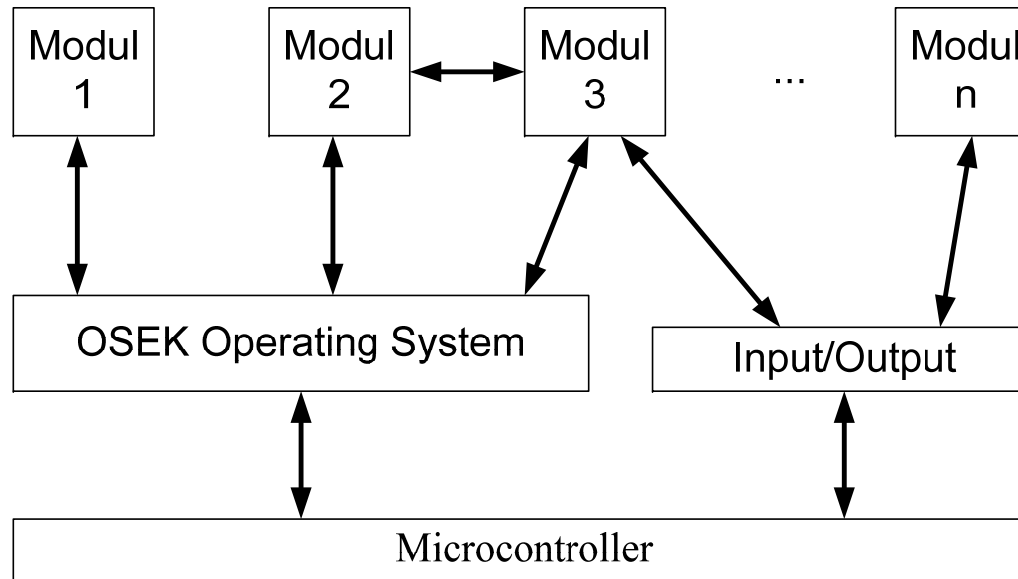 Modul
1
Modul
2
Modul
3
...
Modul
n
OSEK Operating System
Input/Output
Microcontroller